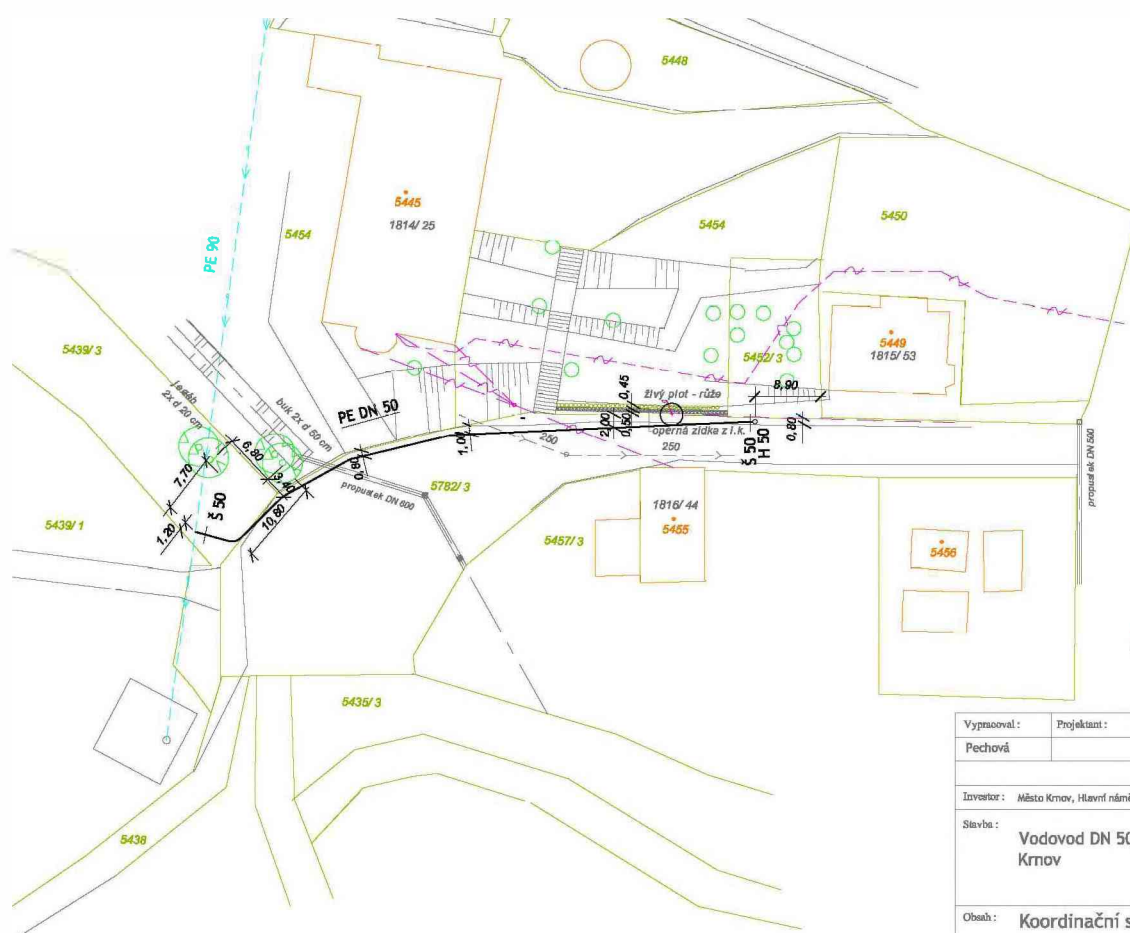 5448
5445
1814/ 25
5454
5454
5450
PE 90
5439/ 3
5449
1815/ 53
5452/ 3
8,90
jeřáb
2x d 20 cm
buk 2x d 50 cm
PE DN 50
živý plot - růže
0,45
2,00
0,50
opěrná zídka z l.k.
0,80
1,00
250
250
Š 50
H 50
propustek DN 500
6,80
3,40
0,80
7,70
10,80
1,20
Š 50
propustek DN 600
5782/ 3
5439/ 1
5457/ 3
1816/ 44
5455
5456
5435/ 3
5438
Vypracoval :
Projektant :
Pechová
Investor : Město Krnov, Hlavní námě
Stavba :
Vodovod DN 50
Krnov
Obsah : Koordinační s